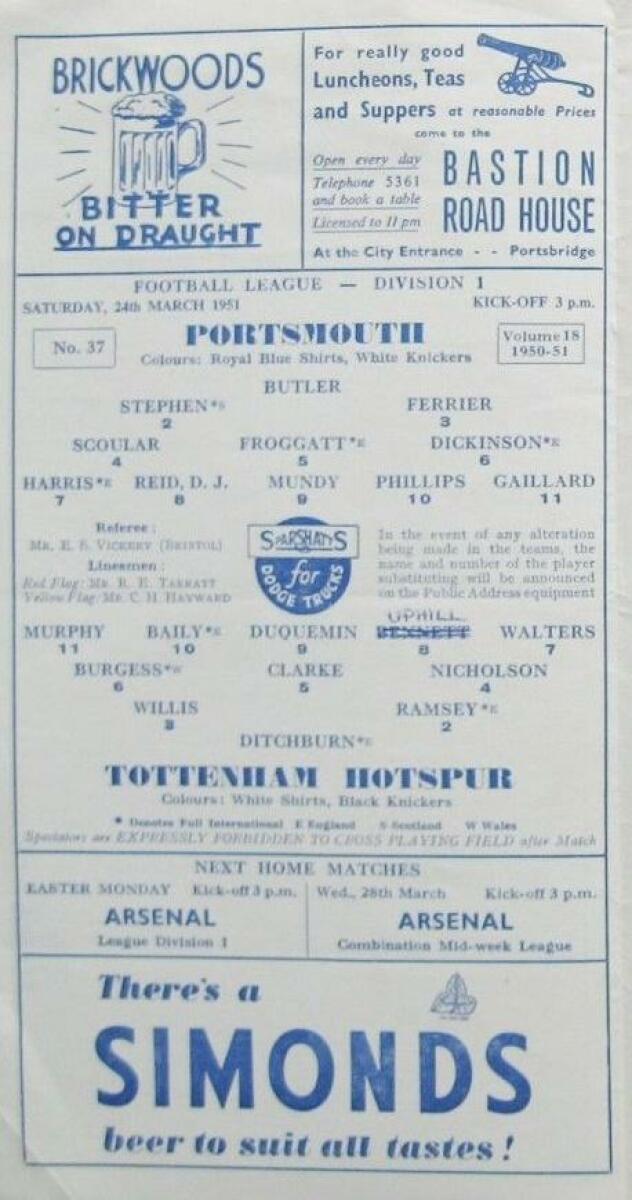 BRICKWOODS
BITTER
ON DRAUGHT
For really good
Luncheons, Teas
and Suppers at reasonable Prices
come to the
Open every day
Telephone 5361
and book a table
Licensed to 11 pm
BASTION
ROAD HOUSE
At the City Entrance - - Portsbridge
FOOTBALL LEAGUE — DIVISION 1
SATURDAY, 24th MARCH 1951 KICK-OFF 3 p.m.
No. 37
PORTSMOUTH
Colours: Royal Blue Shirts, White Knickers
Volume 18
1950-51
BUTLER
STEPHEN*S FERRIER
2 3
SCOULAR FROGGATT*E DICKINSON*E
4 5 6
HARRIS*E REID, D. J. MUNDY PHILLIPS GAILLARD
7 8 9 10 11
Referee :
MR. E. S. VICKERY (BRISTOL)
Linesmen :
Red Flag: MR. R. E. TARRATT
Yellow Flag: MR. C. H. HAYWARD
SPARSHATTS
for
DODGE TRUCKS
In the event of any alteration
being made in the teams, the
name and number of the player
substituting will be announced
on the Public Address equipment
UPHILL
MURPHY BAILY*E DUQUEMIN BENNETT WALTERS
11 10 9 8 7
BURGESS*W CLARKE NICHOLSON
6 5 4
WILLIS RAMSEY*E
3 2
DITCHBURN*E
TOTTENHAM HOTSPUR
Colours: White Shirts, Black Knickers
* Denotes Full International E England S Scotland W Wales
Spectators are EXPRESSLY FORBIDDEN TO CROSS PLAYING FIELD after Match
NEXT HOME MATCHES
EASTER MONDAY Kick-off 3 p.m.
ARSENAL
League Division 1
Wed., 28th March Kick-off 3 p.m.
ARSENAL
Combination Mid-week League
There's a
SIMONDS
beer to suit all tastes!